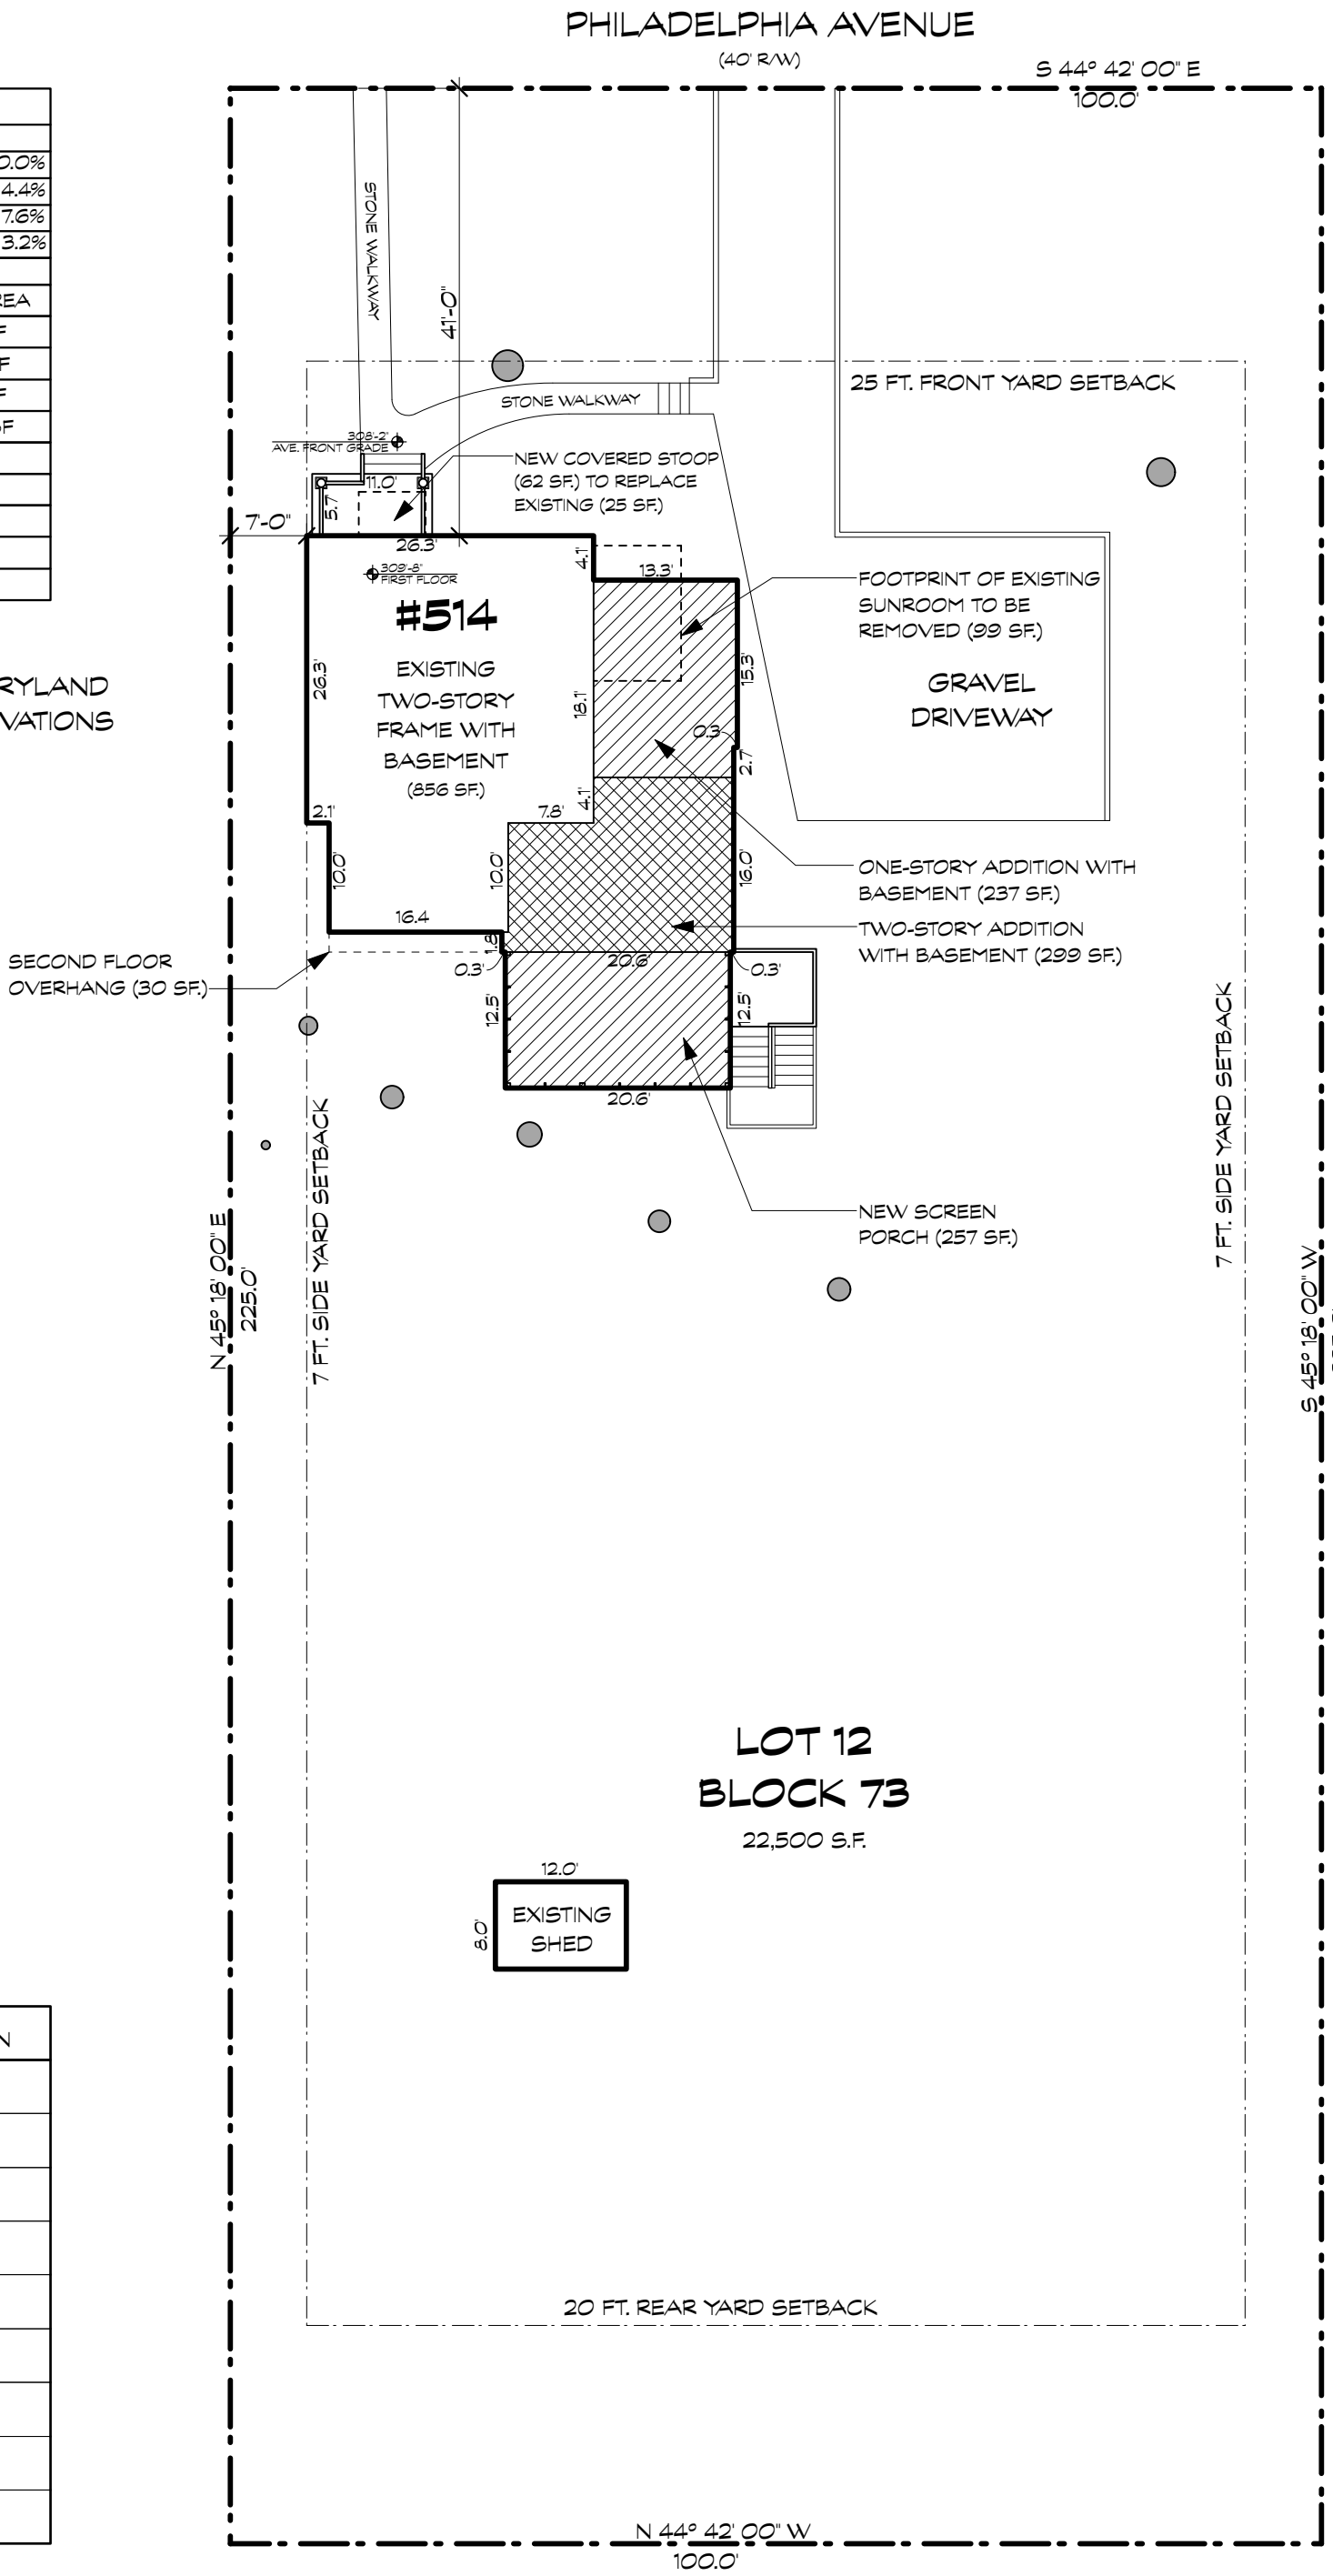 PHILADELPHIA AVENUE
(40' R/W)
S 44° 42' 00" E
100.0'
4.4%
7.6%
3.2%
STONE WALKWAY
41'-0"
25 FT. FRONT YARD SETBACK
STONE WALKWAY
308'-2"
AVE. FRONT GRADE
NEW COVERED STOOP
(62 SF.) TO REPLACE
EXISTING (25 SF.)
11.0'
5.7
7'-0"
26.3'
4.1'
13.3'
309'-8"
FIRST FLOOR
FOOTPRINT OF EXISTING
SUNROOM TO BE
REMOVED (99 SF.)
#514
EXISTING
TWO-STORY
FRAME WITH
BASEMENT
(856 SF.)
26.3'
18.1'
15.3'
GRAVEL
DRIVEWAY
RYLAND
VATIONS
0.3
2.7'
4.1'
7.8'
2.1'
10.0'
10.0'
16.0'
ONE-STORY ADDITION WITH
BASEMENT (237 SF.)
16.4
1.8'
TWO-STORY ADDITION
WITH BASEMENT (299 SF.)
SECOND FLOOR
OVERHANG (30 SF.)
0.3'
20.6'
0.3'
12.5'
12.5'
20.6'
NEW SCREEN
PORCH (257 SF.)
7 FT. SIDE YARD SETBACK
7 FT. SIDE YARD SETBACK
N 45° 18' 00" E
225.0'
S 45° 18' 00" W
LOT 12
BLOCK 73
22,500 S.F.
12.0'
8.0'
EXISTING
SHED
20 FT. REAR YARD SETBACK
N 44° 42' 00" W
100.0'